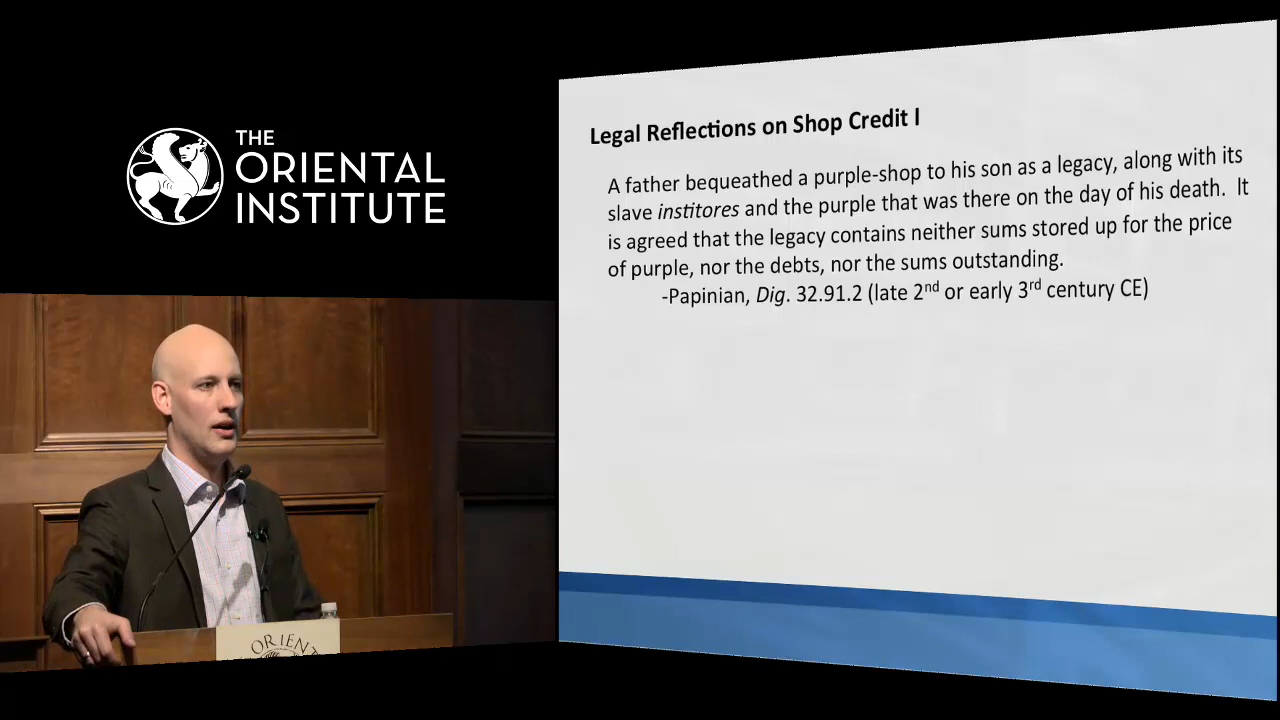 THE
ORIENTAL
INSTITUTE
Legal Reflections on Shop Credit I
A father bequeathed a purple-shop to his son as a legacy, along with its
slave institores and the purple that was there on the day of his death. It
is agreed that the legacy contains neither sums stored up for the price
of purple, nor the debts, nor the sums outstanding.
-Papinian, Dig. 32.91.2 (late 2nd or early 3rd century CE)
ORIENT